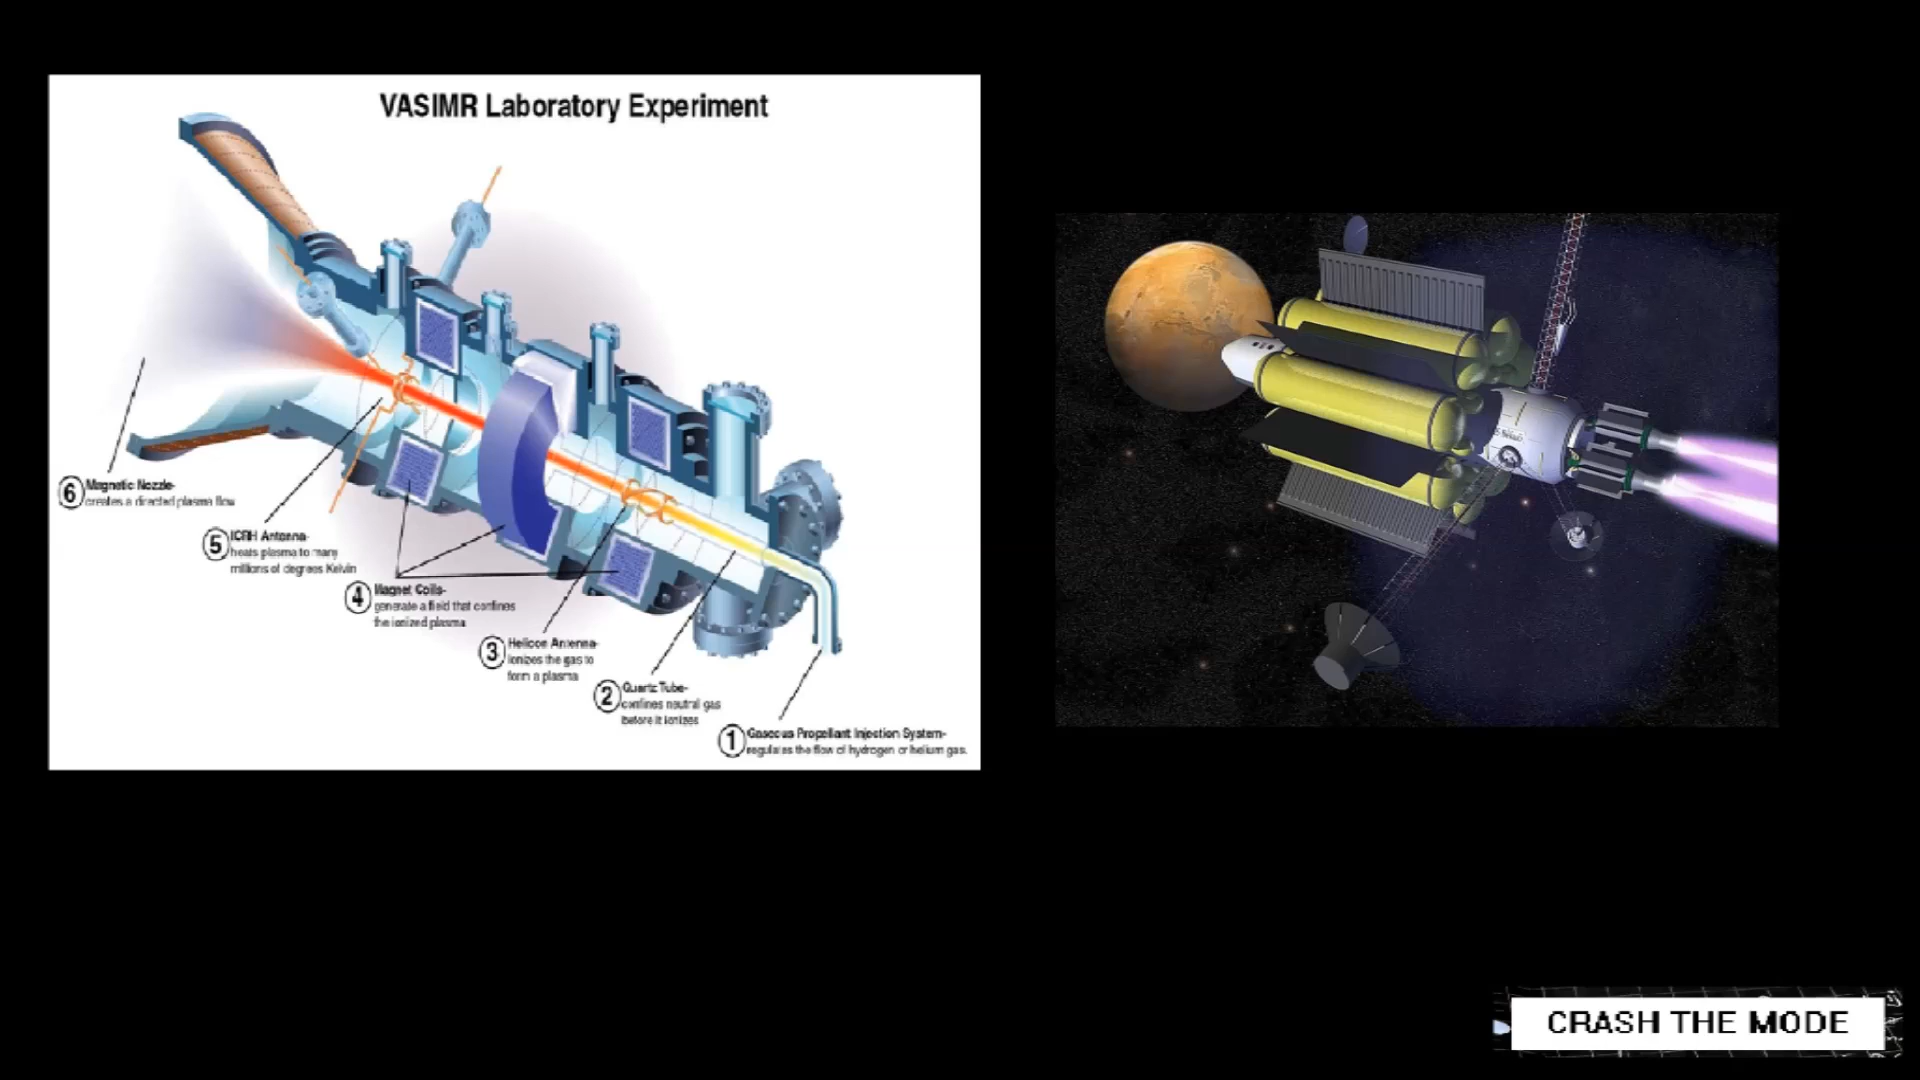 VASIMR Laboratory Experiment
6 Magnetic Nozzle-
creates a directed plasma flow
5 ICRH Antenna-
heats plasma to many
millions of degrees Kelvin
4 Magnet Coils-
generate a field that confines
the ionized plasma
3 Helicon Antenna-
ionizes the gas to
form a plasma
2 Quartz Tube-
confines neutral gas
before it ionizes
1 Gaseous Propellant Injection System-
regulates the flow of hydrogen or helium gas.
CRASH THE MODE